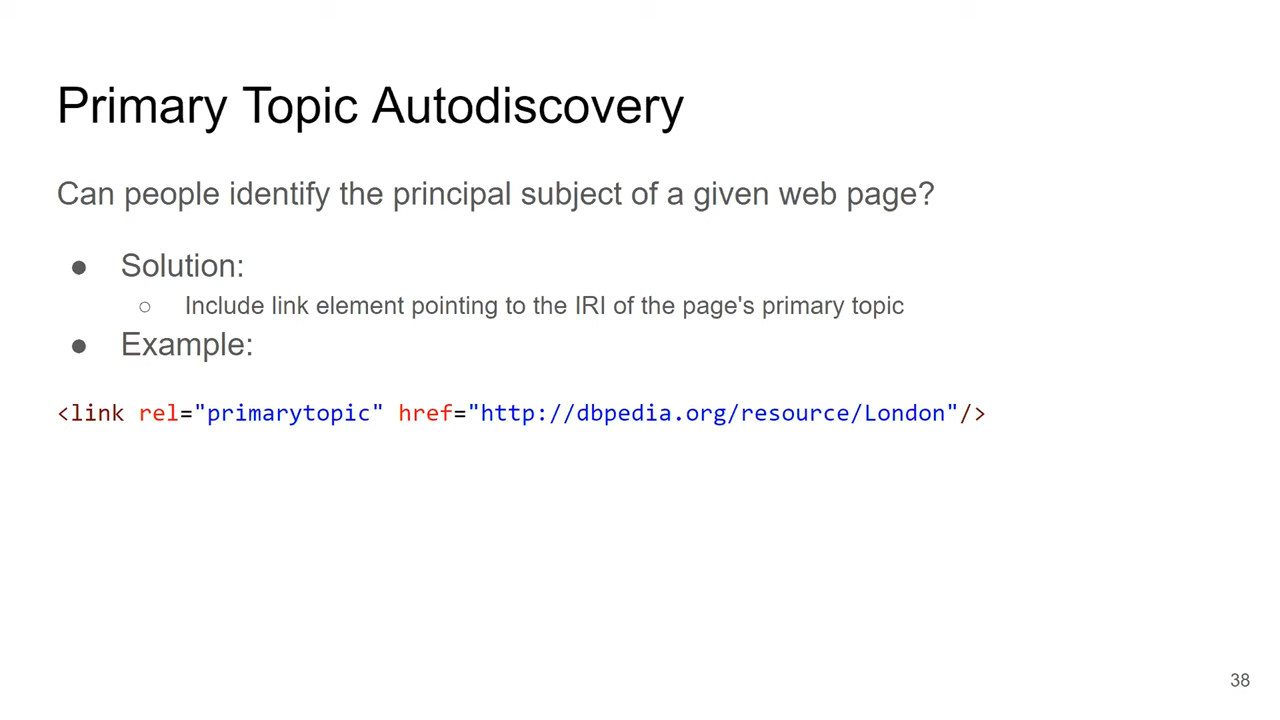 Primary Topic Autodiscovery
Can people identify the principal subject of a given web page?
● Solution:
○ Include link element pointing to the IRI of the page's primary topic
● Example:
<link rel="primarytopic" href="http://dbpedia.org/resource/London"/>
38